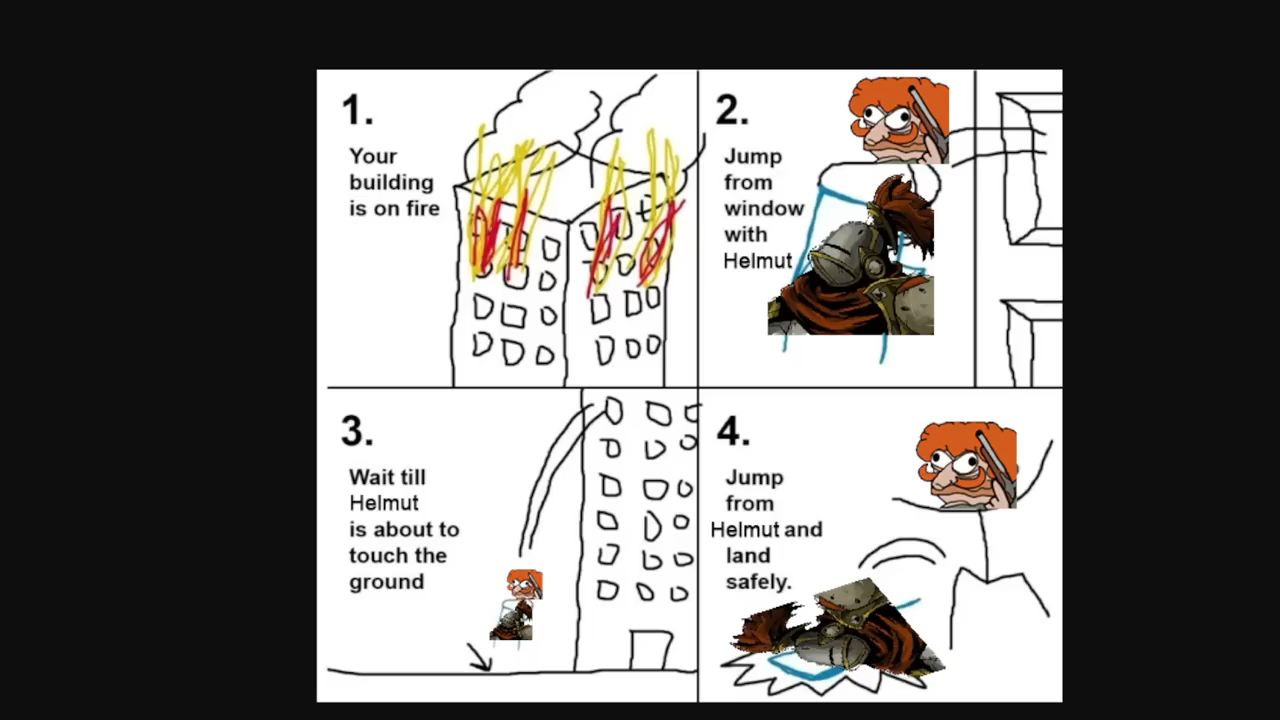 1.
Your
building
is on fire
2.
Jump
from
window
with
Helmut
3.
Wait till
Helmut
is about to
touch the
ground
4.
Jump
from
Helmut and
land
safely.